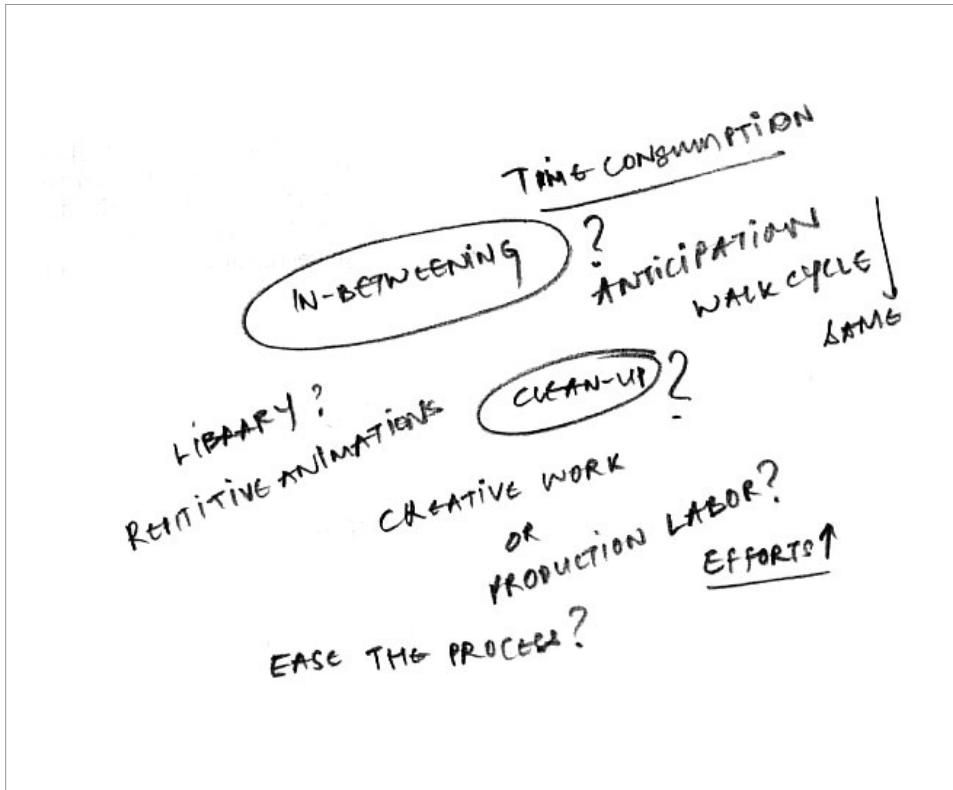 TIME CONSUMPTION
IN-BETWEENING ?
ANTICIPATION
WALK CYCLE
SAME
LIBRARY?
REPITITIVE ANIMATIONS
CLEAN-UP ?
CREATIVE WORK
OR
PRODUCTION LABOR?
EFFORTS↑
EASE THE PROCESS?